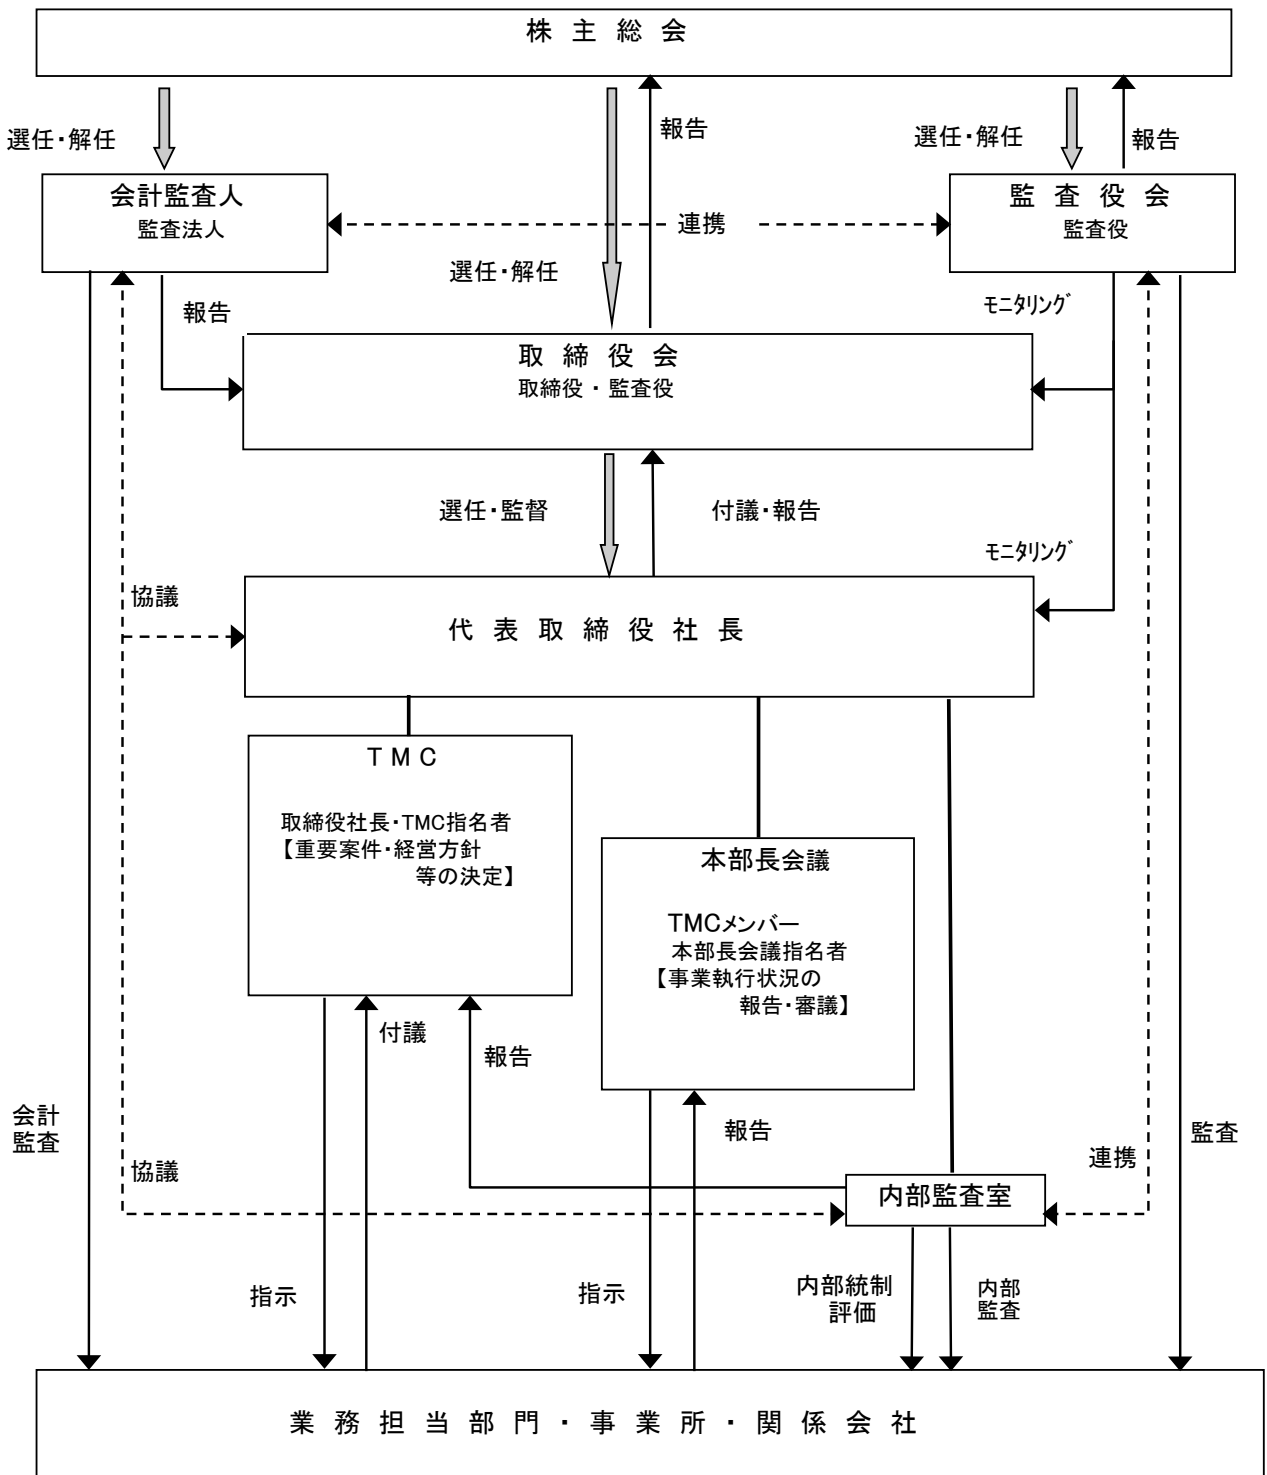 株 主 総 会
選任・解任
報告
選任・解任
報告
会計監査人
監査法人
連携
監 査 役 会
監査役
選任・解任
報告
ﾓﾆﾀﾘﾝｸﾞ
取 締 役 会
取締役・監査役
選任・監督
付議・報告
ﾓﾆﾀﾘﾝｸﾞ
協議
代 表 取 締 役 社 長
T M C
取締役社長・TMC指名者
【重要案件・経営方針
等の決定】
本部長会議
TMCメンバー
本部長会議指名者
【事業執行状況の
報告・審議】
付議
報告
会計
監査
報告
監査
協議
連携
内部監査室
指示
指示
内部統制
評価
内部
監査
業 務 担 当 部 門 ・ 事 業 所 ・ 関 係 会 社